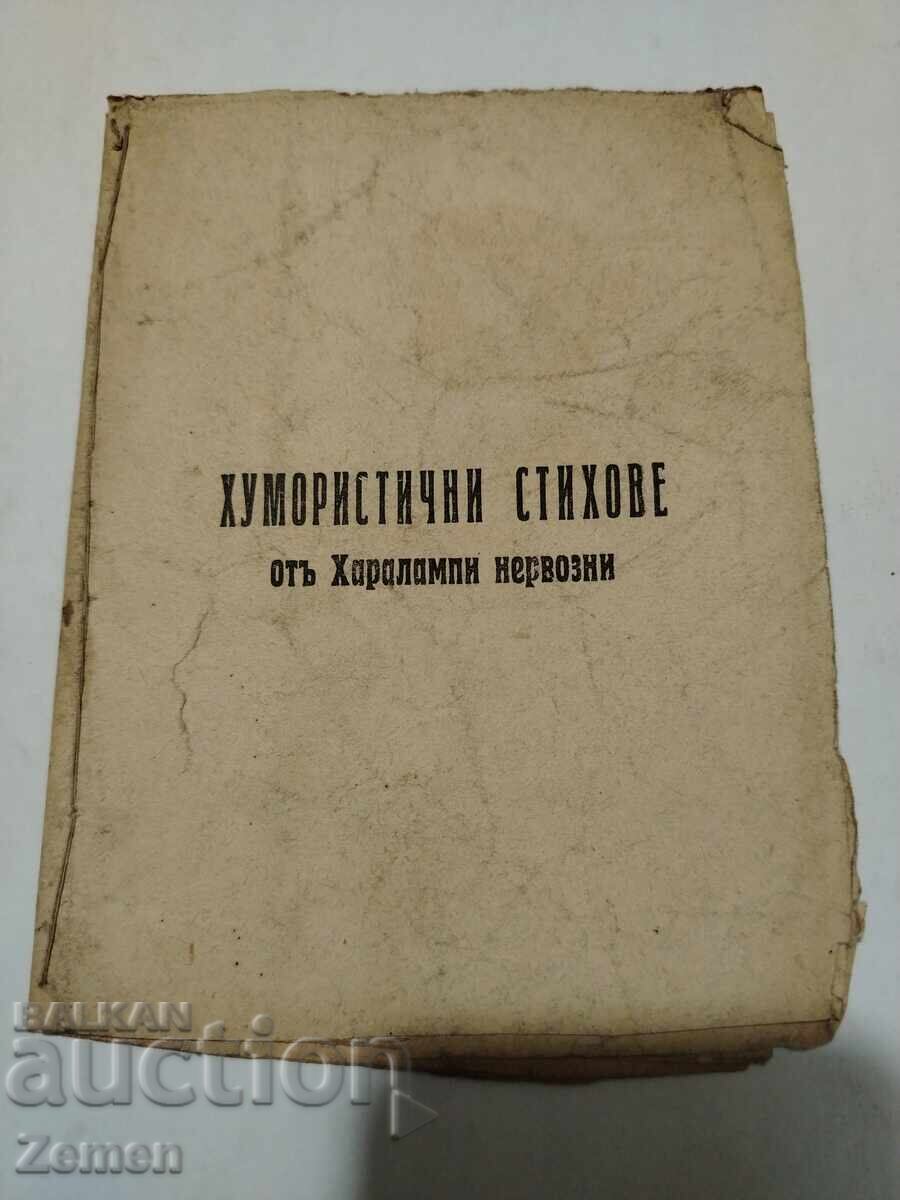 ХУМОРИСТИЧНИ СТИХОВЕ
отъ Харалампи нервозни
BALKAN
auction
Zemen